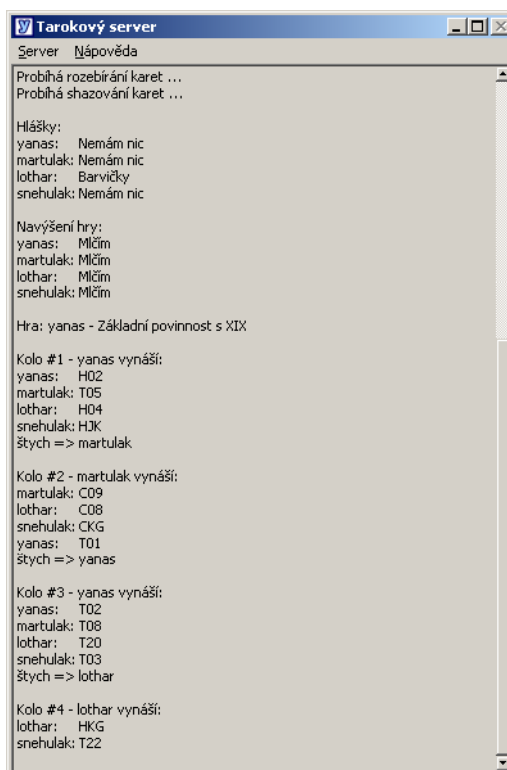 Tarokový server
Server Nápověda
Probíhá rozebírání karet ...
Probíhá shazování karet ...
Hlášky:
yanas: Nemám nic
martulak: Nemám nic
lothar: Barvičky
snehulak: Nemám nic
Navýšení hry:
yanas: Mlčím
martulak: Mlčím
lothar: Mlčím
snehulak: Mlčím
Hra: yanas - Základní povinnost s XIX
Kolo #1 - yanas vynáší:
yanas: H02
martulak: T05
lothar: H04
snehulak: HJK
štych => martulak
Kolo #2 - martulak vynáší:
martulak: C09
lothar: C08
snehulak: CKG
yanas: T01
štych => yanas
Kolo #3 - yanas vynáší:
yanas: T02
martulak: T08
lothar: T20
snehulak: T03
štych => lothar
Kolo #4 - lothar vynáší:
lothar: HKG
snehulak: T22